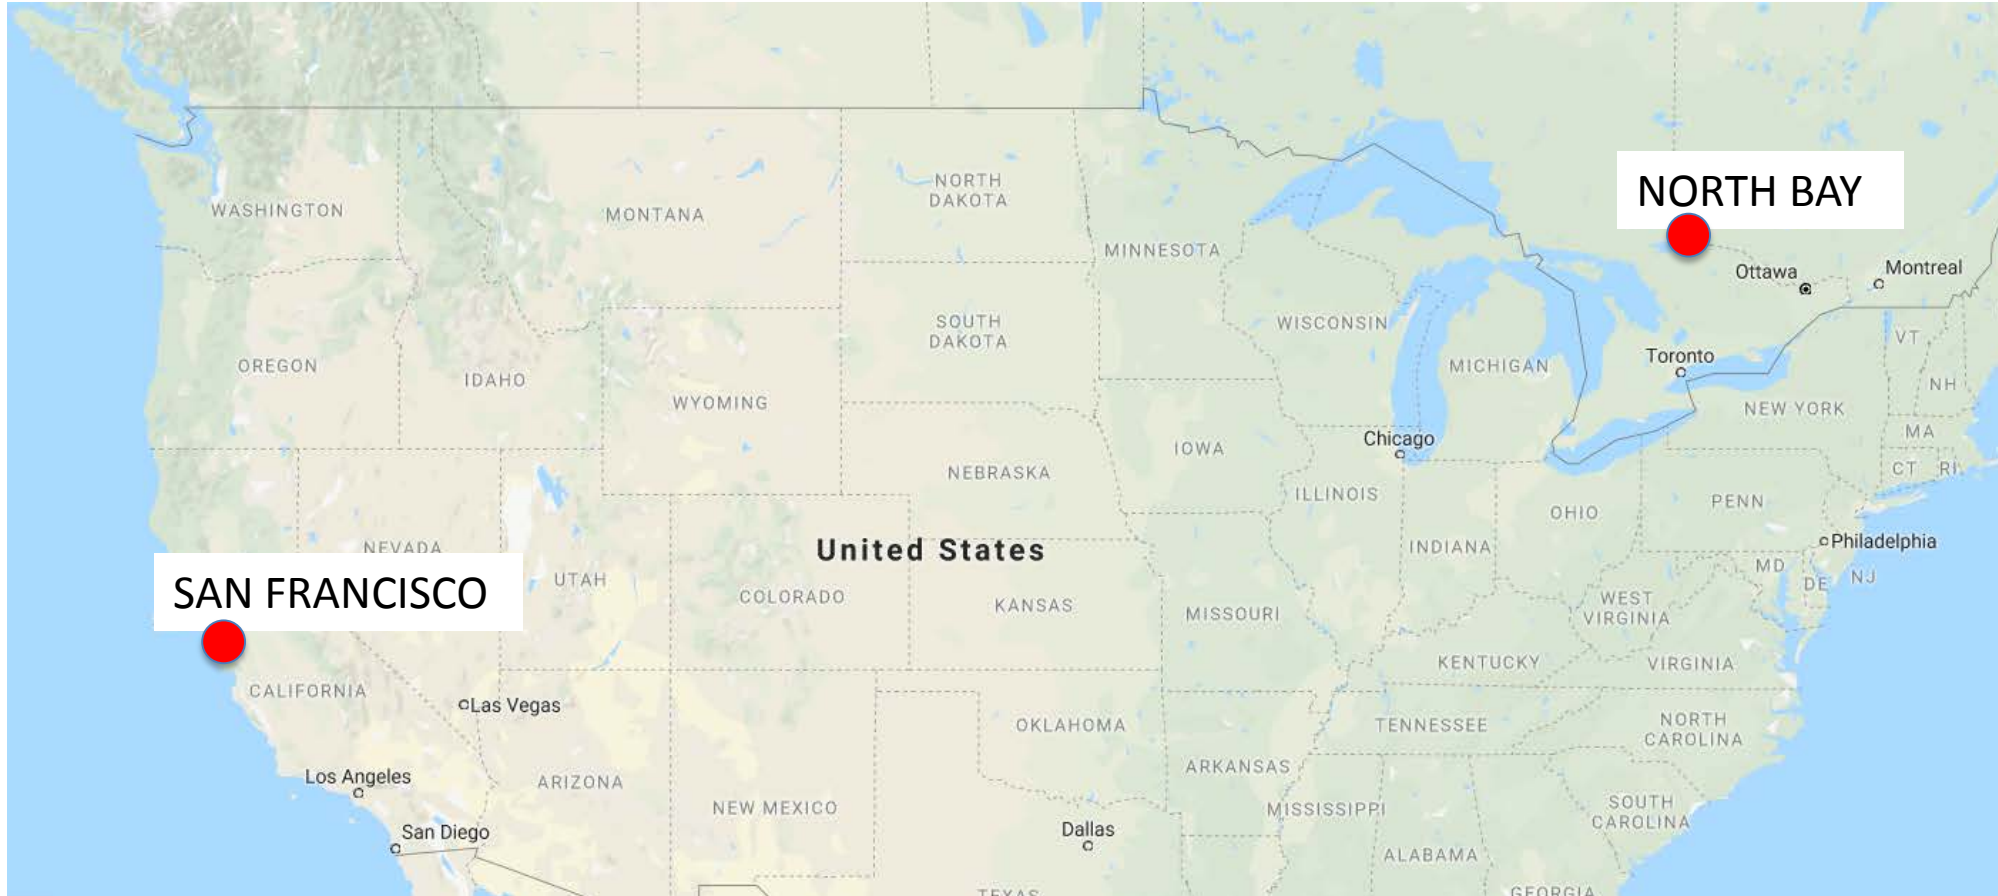 NORTH BAY
WASHINGTON
MONTANA
NORTH
DAKOTA
MINNESOTA
Ottawa
Montreal
SOUTH
DAKOTA
WISCONSIN
MICHIGAN
VT
OREGON
IDAHO
Toronto
NH
WYOMING
NEW YORK
MA
Chicago
IOWA
CT
RI
NEBRASKA
ILLINOIS
PENN
OHIO
NEVADA
United States
INDIANA
Philadelphia
MD
DE
NJ
SAN FRANCISCO
UTAH
COLORADO
KANSAS
MISSOURI
WEST
VIRGINIA
KENTUCKY
VIRGINIA
CALIFORNIA
Las Vegas
OKLAHOMA
TENNESSEE
NORTH
CAROLINA
Los Angeles
ARIZONA
ARKANSAS
NEW MEXICO
MISSISSIPPI
SOUTH
CAROLINA
San Diego
Dallas
ALABAMA
TEXAS
GEORGIA